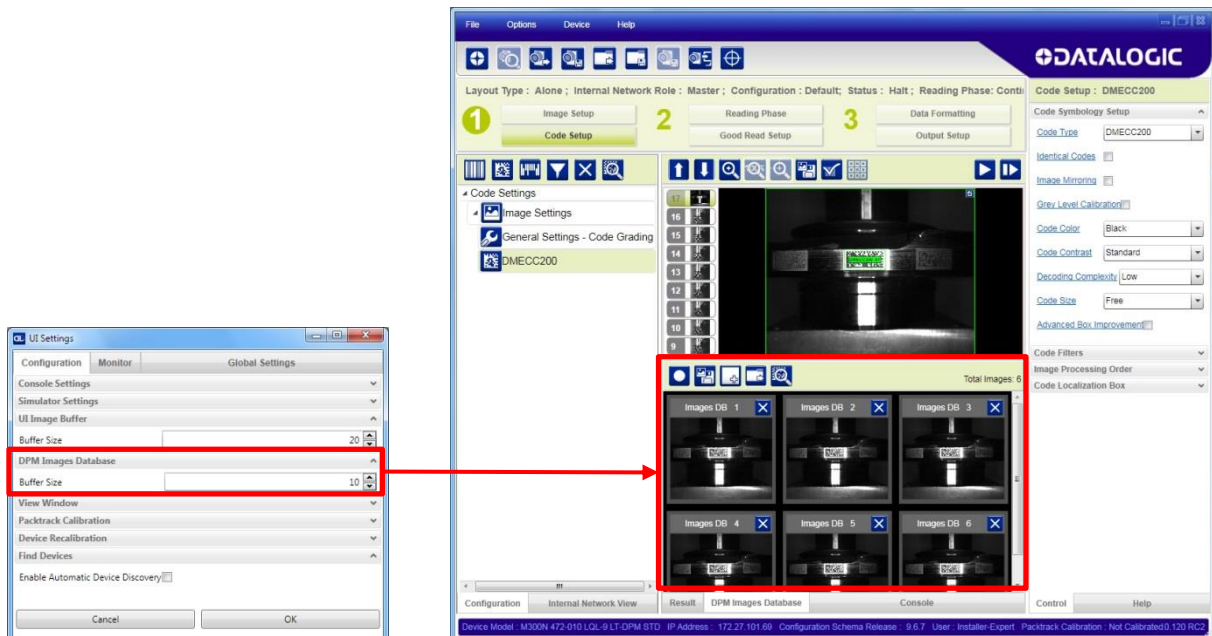 UI Settings
Configuration Monitor Global Settings
Console Settings
Simulator Settings
UI Image Buffer
Buffer Size 20
DPM Images Database
Buffer Size 10
View Window
Packtrack Calibration
Device Recalibration
Find Devices
Enable Automatic Device Discovery
Cancel OK
File Options Device Help
DATALOGIC
Layout Type : Alone ; Internal Network Role : Master ; Configuration : Default; Status : Halt ; Reading Phase: Conti
1 Image Setup 2 Reading Phase 3 Data Formatting
Code Setup Good Read Setup Output Setup
Code Settings
Image Settings
General Settings - Code Grading
DMECC200
17
16
15
14
13
12
11
10
9
Total Images: 6
Images DB 1 Images DB 2 Images DB 3
Images DB 4 Images DB 5 Images DB 6
Configuration Internal Network View
Result DPM Images Database Console
Code Setup : DMECC200
Code Symbology Setup
Code Type DMECC200
Identical Codes
Image Mirroring
Grey Level Calibration
Code Color Black
Code Contrast Standard
Decoding Complexity Low
Code Size Free
Advanced Box Improvement
Code Filters
Image Processing Order
Code Localization Box
Control Help
Device Model : M300N 472-010 LQL-9 LT-DPM STD IP Address : 172.27.101.69 Configuration Schema Release : 9.6.7 User : Installer-Expert Packtrack Calibration : Not Calibrated.0.120 RC2